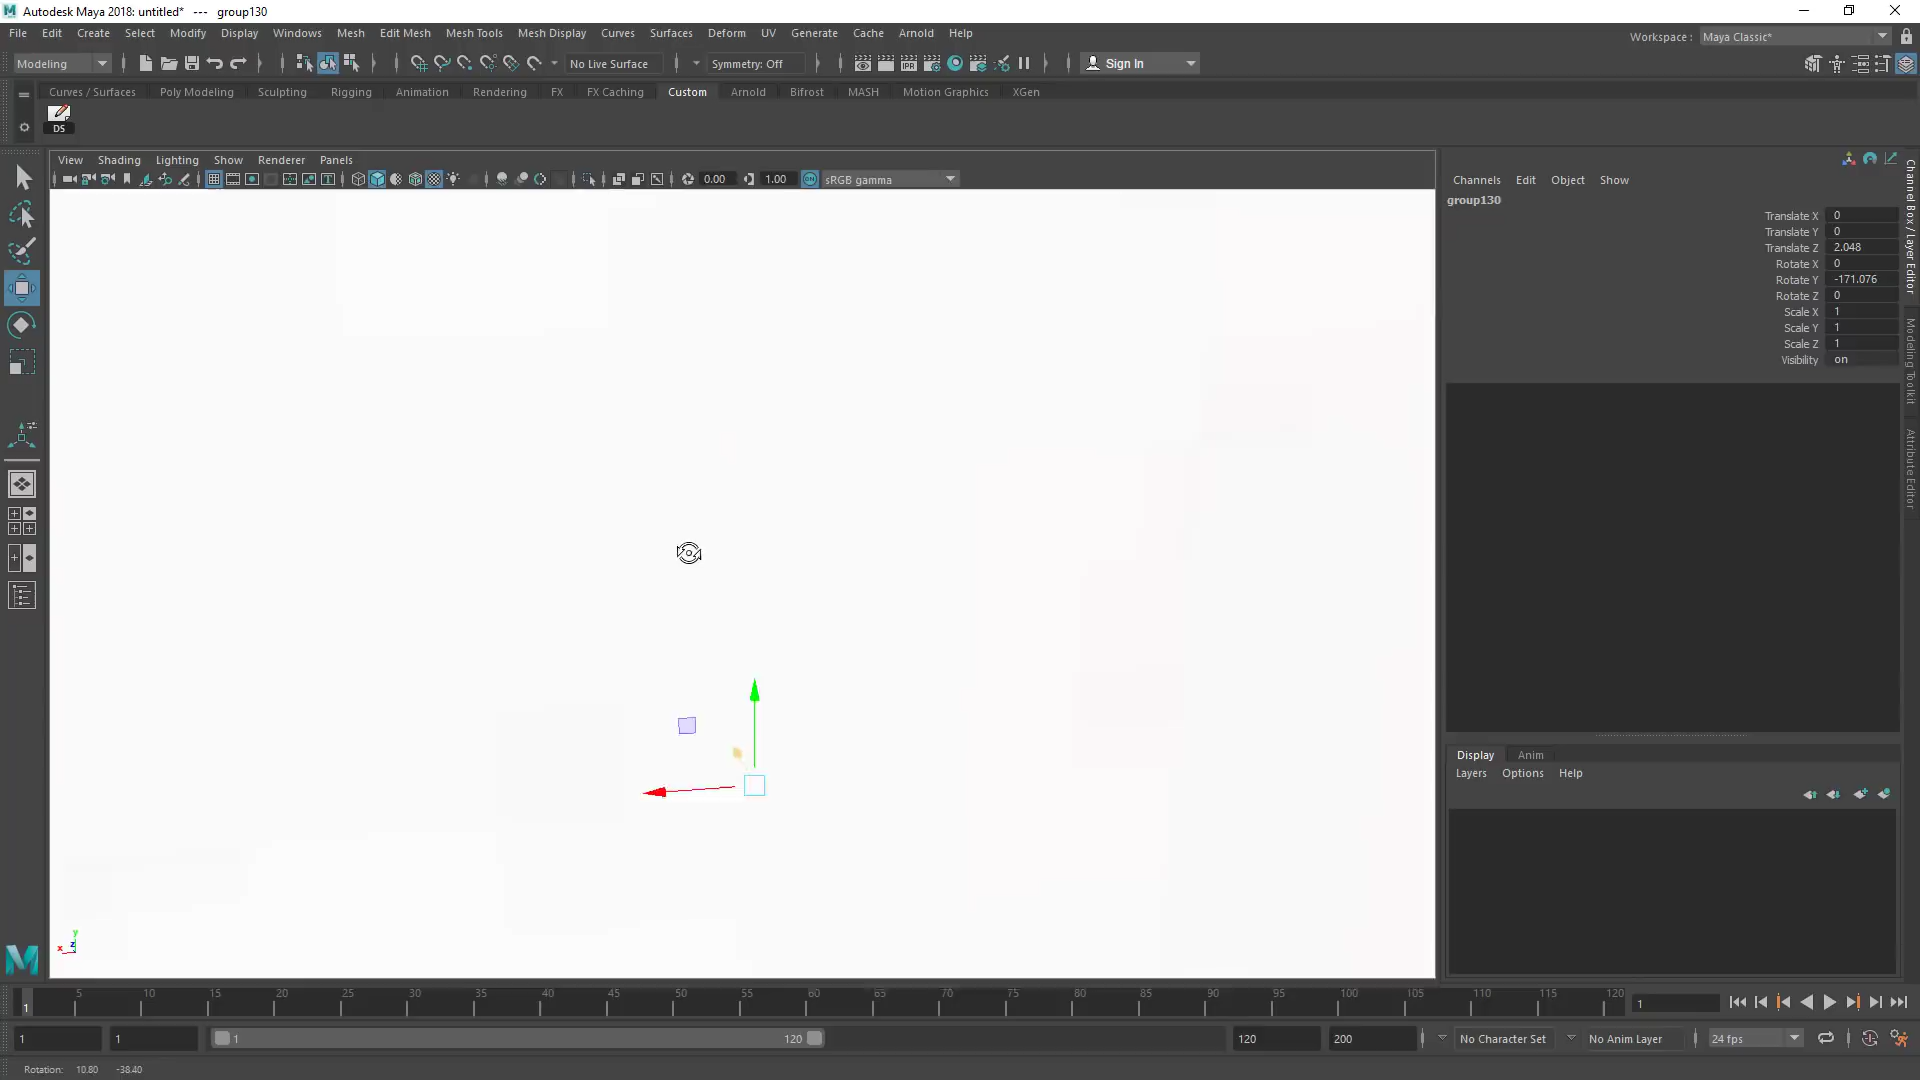 Autodesk Maya 2018: untitled* --- group130
File Edit Create Select Modify Display Windows Mesh Edit Mesh Mesh Tools Mesh Display Curves Surfaces Deform UV Generate Cache Arnold Help
Workspace : Maya Classic*
Modeling No Live Surface Symmetry: Off IPR Sign In
Curves / Surfaces Poly Modeling Sculpting Rigging Animation Rendering FX FX Caching Custom Arnold Bifrost MASH Motion Graphics XGen
DS
View Shading Lighting Show Renderer Panels
0.00 1.00 ON sRGB gamma
Channels Edit Object Show
group130
Translate X 0
Translate Y 0
Translate Z 2.048
Rotate X 0
Rotate Y -171.076
Rotate Z 0
Scale X 1
Scale Y 1
Scale Z 1
Visibility on
Channel Box / Layer Editor
Modeling Toolkit
Attribute Editor
Display Anim
Layers Options Help
y
x z
1 5 10 15 20 25 30 35 40 45 50 55 60 65 70 75 80 85 90 95 100 105 110 115 120 1
1 1 1 120 120 200 No Character Set No Anim Layer 24 fps
Rotation: 10.80 -38.40